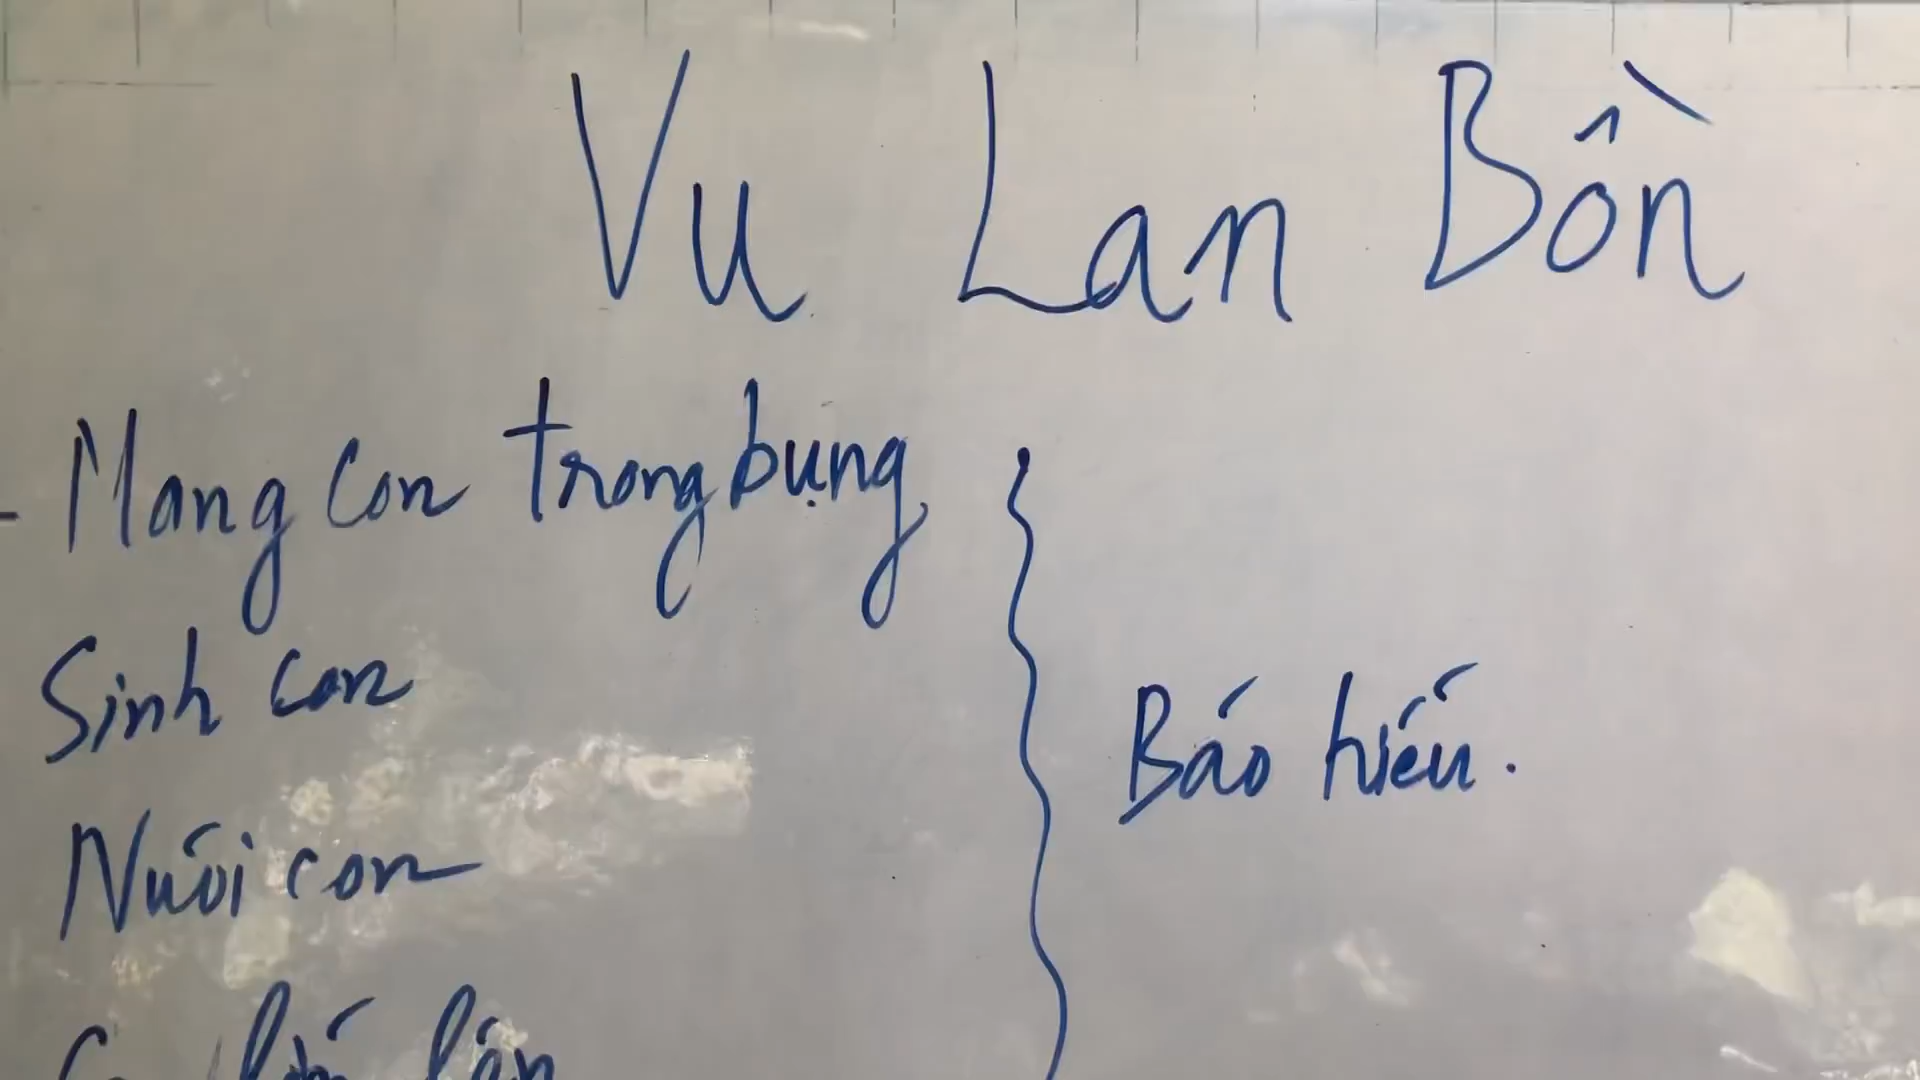 Vu Lan Bồn
- Mang con trong bụng
Sinh con
Nuôi con
Báo hiếu.